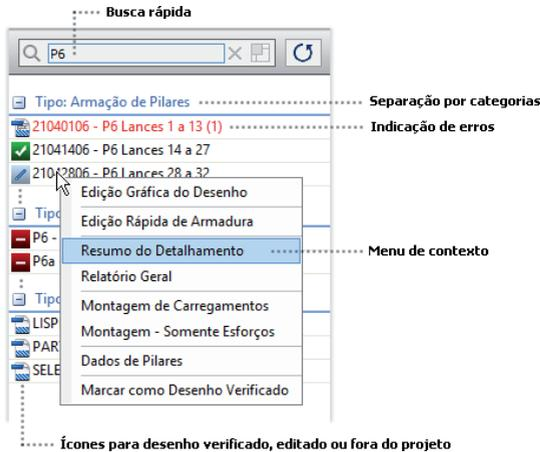 Busca rápida
P6
Tipo: Armação de Pilares
Separação por categorias
21040106 - P6 Lances 1 a 13 (1)
Indicação de erros
21041406 - P6 Lances 14 a 27
21042806 - P6 Lances 28 a 32
Edição Gráfica do Desenho
Tipo
Edição Rápida de Armadura
P6 -
Resumo do Detalhamento
Menu de contexto
P6a
Relatório Geral
Tipo
Montagem de Carregamentos
LISP
Montagem - Somente Esforços
PAR
Dados de Pilares
SELE
Marcar como Desenho Verificado
Ícones para desenho verificado, editado ou fora do projeto